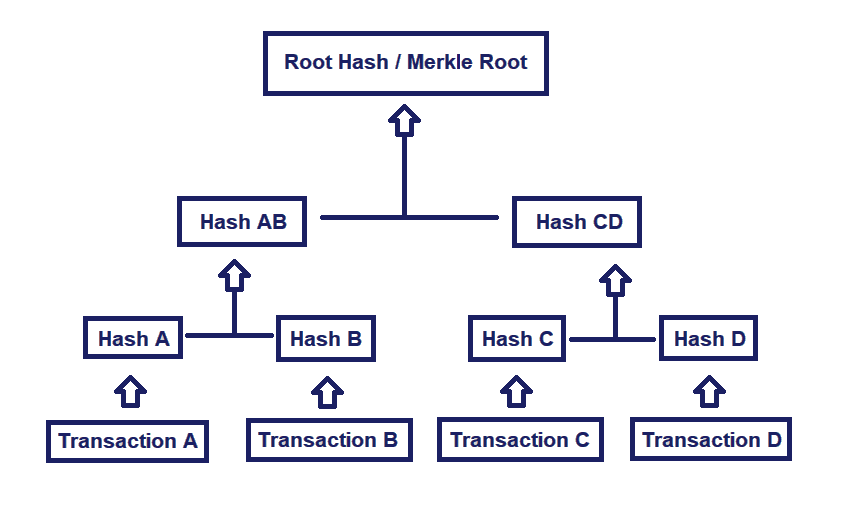 Root Hash / Merkle Root
Hash AB
Hash CD
Hash A
Hash B
Hash C
Hash D
Transaction A
Transaction B
Transaction C
Transaction D